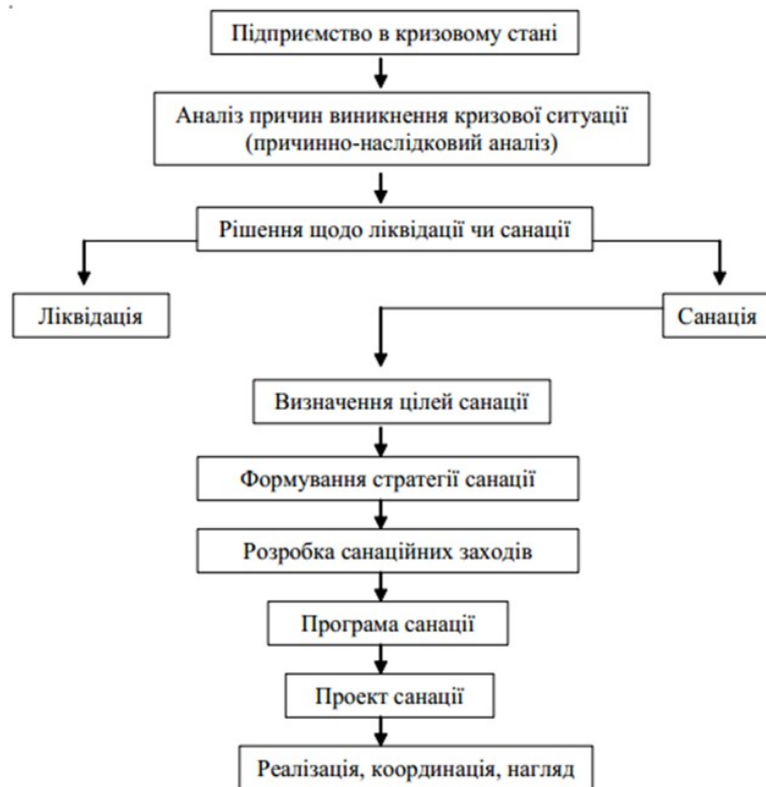 Підприємство в кризовому стані
Аналіз причин виникнення кризової ситуації
(причинно-наслідковий аналіз)
Рішення щодо ліквідації чи санації
Ліквідація
Санація
Визначення цілей санації
Формування стратегії санації
Розробка санаційних заходів
Програма санації
Проект санації
Реалізація, координація, нагляд